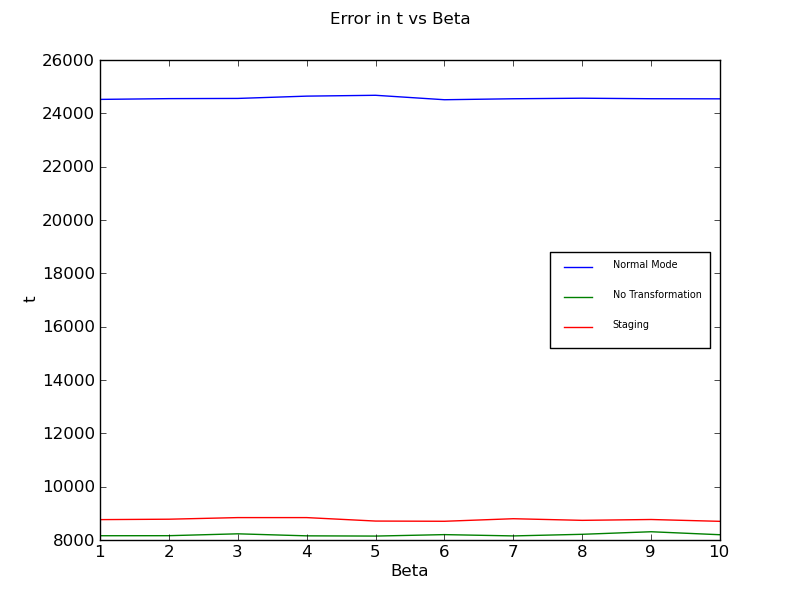 Error in t vs Beta
26000
24000
22000
20000
18000
16000
14000
12000
10000
8000
t
Normal Mode
No Transformation
Staging
1 2 3 4 5 6 7 8 9 10
Beta